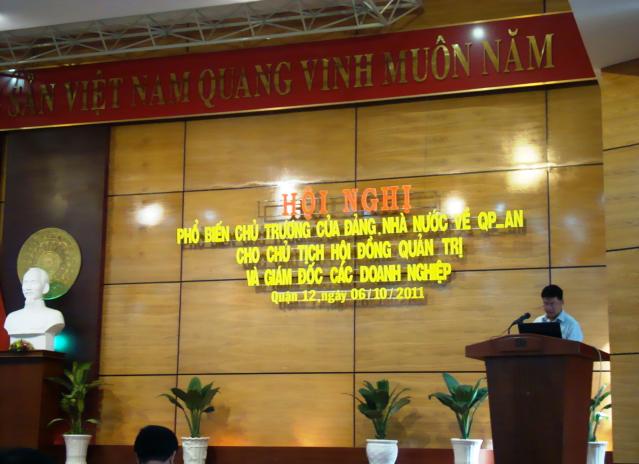 SẢN VIỆT NAM QUANG VINH MUÔN NĂM
HỘI NGHỊ
PHỔ BIẾN CHỦ TRƯƠNG CỦA ĐẢNG, NHÀ NƯỚC VỀ QP_AN
CHO CHỦ TỊCH HỘI ĐỒNG QUẢN TRỊ
VÀ GIÁM ĐỐC CÁC DOANH NGHIỆP
Quận 12, ngày 06/10/2011